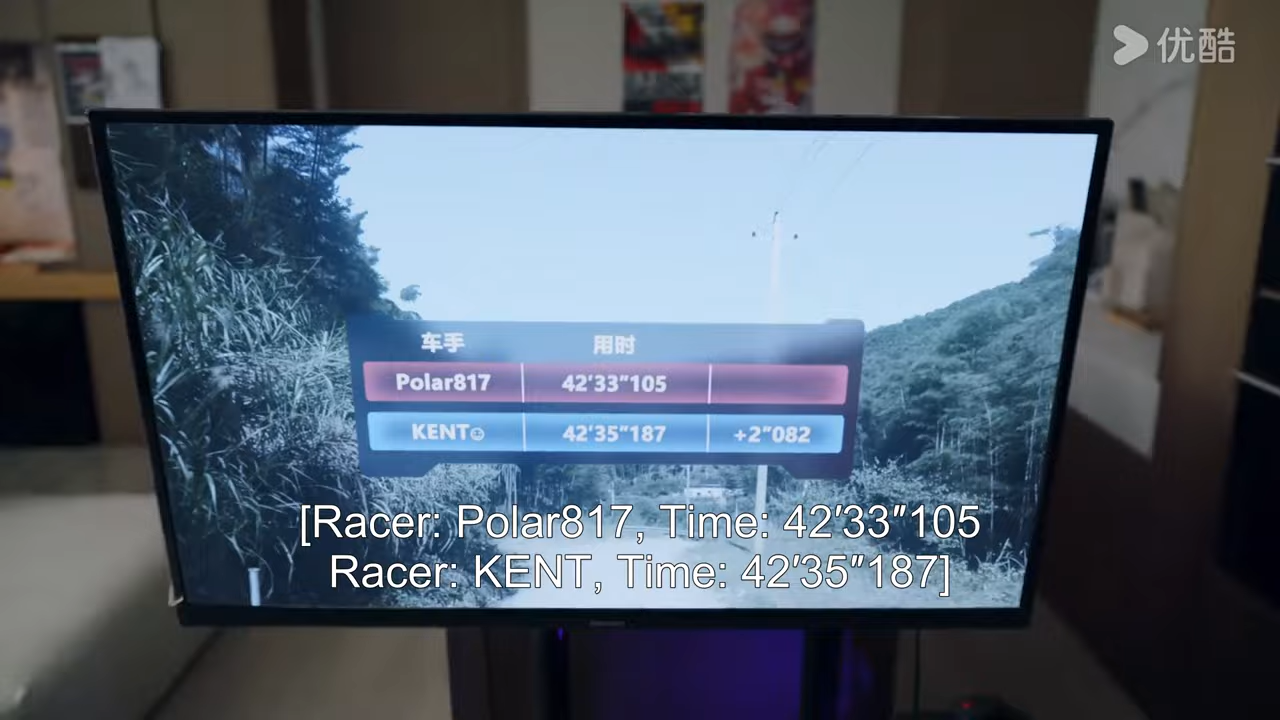 优酷
车手 用时
Polar817 42'33"105
KENT☺ 42'35"187 +2"082
[Racer: Polar817, Time: 42'33"105
Racer: KENT, Time: 42'35"187]